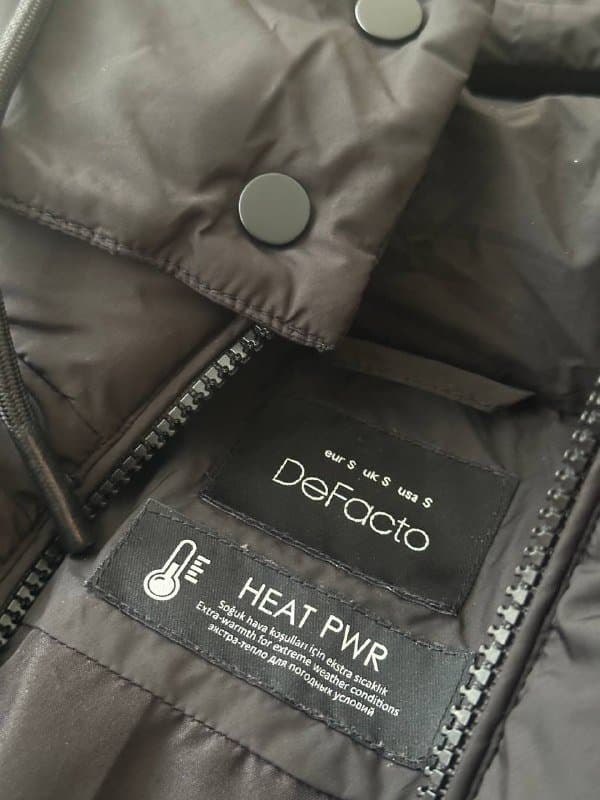 eur S uk S usa S
DeFacto
HEAT PWR
Soğuk hava koşulları için ekstra sıcaklık
Extra-warmth for extreme weather conditions
экстра-тепло для погодных условий